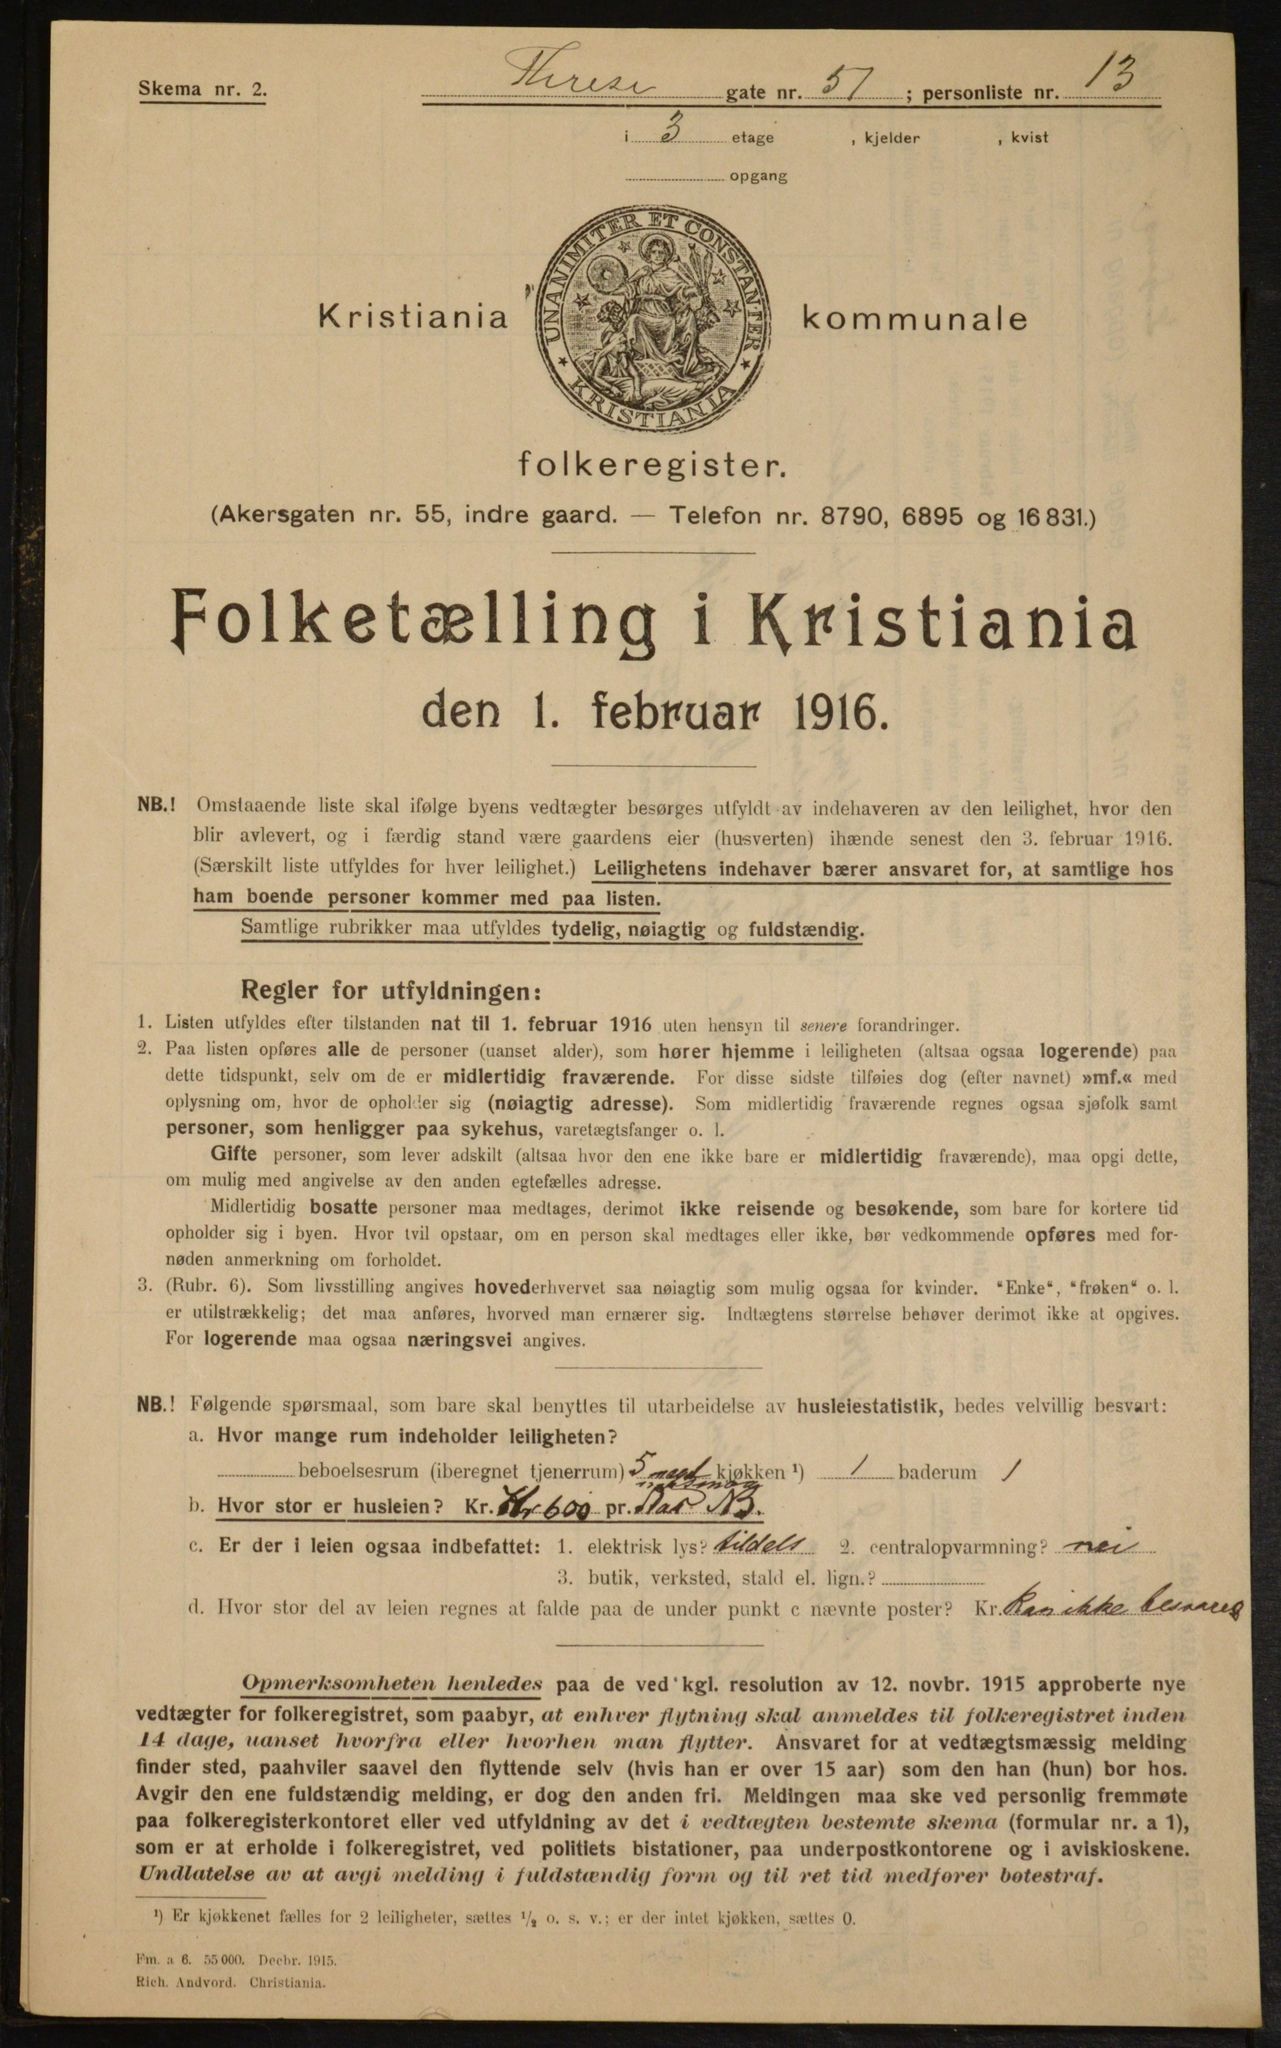 Skema nr. 2. Therese gate nr. 51 ; personliste nr. 13
i 3 etage , kjelder , kvist
opgang
UNANIMITER ET CONSTANTER
KRISTIANIA
Kristiania kommunale
folkeregister.
(Akersgaten nr. 55, indre gaard. — Telefon nr. 8790, 6895 og 16831.)
Folketælling i Kristiania
den 1. februar 1916.
NB.! Omstaaende liste skal ifølge byens vedtægter besørges utfyldt av indehaveren av den leilighet, hvor den
blir avlevert, og i færdig stand være gaardens eier (husverten) ihænde senest den 3. februar 1916.
(Særskilt liste utfyldes for hver leilighet.) Leilighetens indehaver bærer ansvaret for, at samtlige hos
ham boende personer kommer med paa listen.
Samtlige rubrikker maa utfyldes tydelig, nøiagtig og fuldstændig.
Regler for utfyldningen:
1. Listen utfyldes efter tilstanden nat til 1. februar 1916 uten hensyn til senere forandringer.
2. Paa listen opføres alle de personer (uanset alder), som hører hjemme i leiligheten (altsaa ogsaa logerende) paa
dette tidspunkt, selv om de er midlertidig fraværende. For disse sidste tilføies dog (efter navnet) »mf.« med
oplysning om, hvor de opholder sig (nøiagtig adresse). Som midlertidig fraværende regnes ogsaa sjøfolk samt
personer, som henligger paa sykehus, varetægtsfanger o. l.
Gifte personer, som lever adskilt (altsaa hvor den ene ikke bare er midlertidig fraværende), maa opgi dette,
om mulig med angivelse av den anden egtefælles adresse.
Midlertidig bosatte personer maa medtages, derimot ikke reisende og besøkende, som bare for kortere tid
opholder sig i byen. Hvor tvil opstaar, om en person skal medtages eller ikke, bør vedkommende opføres med for-
nøden anmerkning om forholdet.
3. (Rubr. 6). Som livsstilling angives hovederhvervet saa nøiagtig som mulig ogsaa for kvinder. "Enke", "frøken" o. l.
er utilstrækkelig; det maa anføres, hvorved man ernærer sig. Indtægtens størrelse behøver derimot ikke at opgives.
For logerende maa ogsaa næringsvei angives.
NB.! Følgende spørsmaal, som bare skal benyttes til utarbeidelse av husleiestatistik, bedes velvillig besvart:
a. Hvor mange rum indeholder leiligheten?
beboelsesrum (iberegnet tjenerrum) 5 kjøkken ¹) 1 baderum 1
b. Hvor stor er husleien? Kr. 600 pr. NB.
c. Er der i leien ogsaa indbefattet: 1. elektrisk lys? tildels 2. centralopvarmning? nei
3. butik, verksted, stald el. lign.?
d. Hvor stor del av leien regnes at falde paa de under punkt c nævnte poster? Kr. Kan ikke besvares
Opmerksomheten henledes paa de ved kgl. resolution av 12. novbr. 1915 approberte nye
vedtægter for folkeregistret, som paabyr, at enhver flytning skal anmeldes til folkeregistret inden
14 dage, uanset hvorfra eller hvorhen man flytter. Ansvaret for at vedtægtsmæssig melding
finder sted, paahviler saavel den flyttende selv (hvis han er over 15 aar) som den han (hun) bor hos.
Avgir den ene fuldstændig melding, er dog den anden fri. Meldingen maa ske ved personlig fremmøte
paa folkeregisterkontoret eller ved utfyldning av det i vedtægten bestemte skema (formular nr. a 1),
som er at erholde i folkeregistret, ved politiets bistationer, paa underpostkontorene og i aviskioskene.
Undlatelse av at avgi melding i fuldstændig form og til ret tid medfører bøtestraf.
¹) Er kjøkkenet fælles for 2 leiligheter, sættes ½ o. s. v.; er der intet kjøkken, sættes 0.
Fm. a 6. 55000. Decbr. 1915.
Rich. Andvord. Christiania.